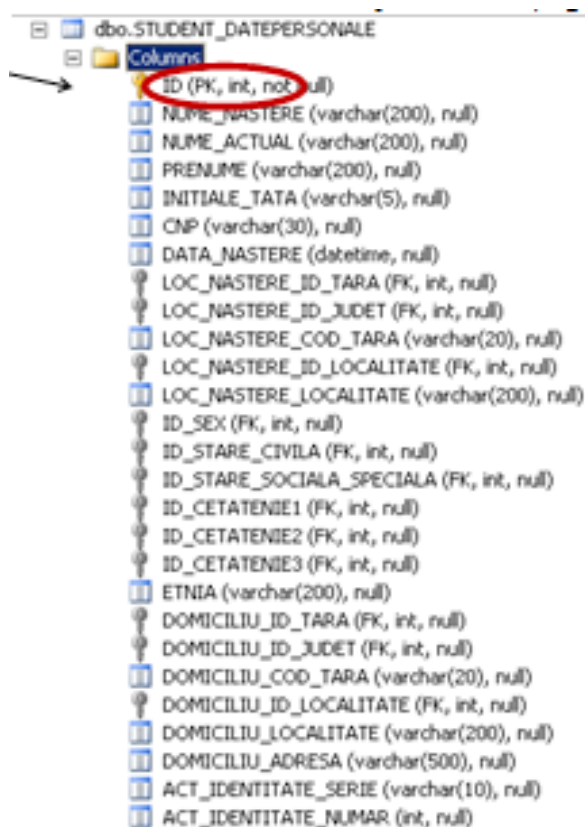 dbo.STUDENT_DATEPERSONALE
Columns
ID (PK, int, not null)
NUME_NASTERE (varchar(200), null)
NUME_ACTUAL (varchar(200), null)
PRENUME (varchar(200), null)
INITIALE_TATA (varchar(5), null)
CNP (varchar(30), null)
DATA_NASTERE (datetime, null)
LOC_NASTERE_ID_TARA (FK, int, null)
LOC_NASTERE_ID_JUDET (FK, int, null)
LOC_NASTERE_COD_TARA (varchar(20), null)
LOC_NASTERE_ID_LOCALITATE (FK, int, null)
LOC_NASTERE_LOCALITATE (varchar(200), null)
ID_SEX (FK, int, null)
ID_STARE_CIVILA (FK, int, null)
ID_STARE_SOCIALA_SPECIALA (FK, int, null)
ID_CETATENIE1 (FK, int, null)
ID_CETATENIE2 (FK, int, null)
ID_CETATENIE3 (FK, int, null)
ETNIA (varchar(200), null)
DOMICILIU_ID_TARA (FK, int, null)
DOMICILIU_ID_JUDET (FK, int, null)
DOMICILIU_COD_TARA (varchar(20), null)
DOMICILIU_ID_LOCALITATE (FK, int, null)
DOMICILIU_LOCALITATE (varchar(200), null)
DOMICILIU_ADRESA (varchar(500), null)
ACT_IDENTITATE_SERIE (varchar(10), null)
ACT_IDENTITATE_NUMAR (int, null)